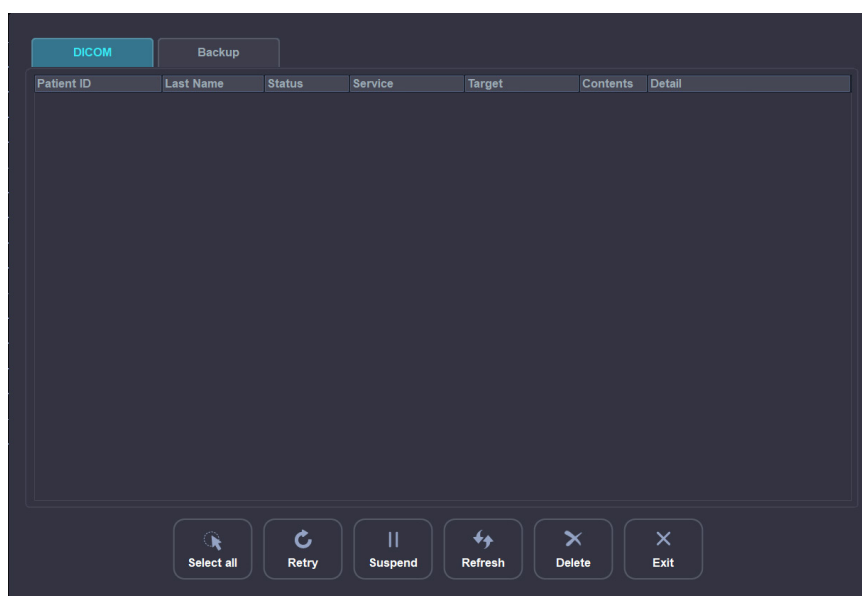 DICOM Backup
Patient ID Last Name Status Service Target Contents Detail
Select all Retry Suspend Refresh Delete Exit